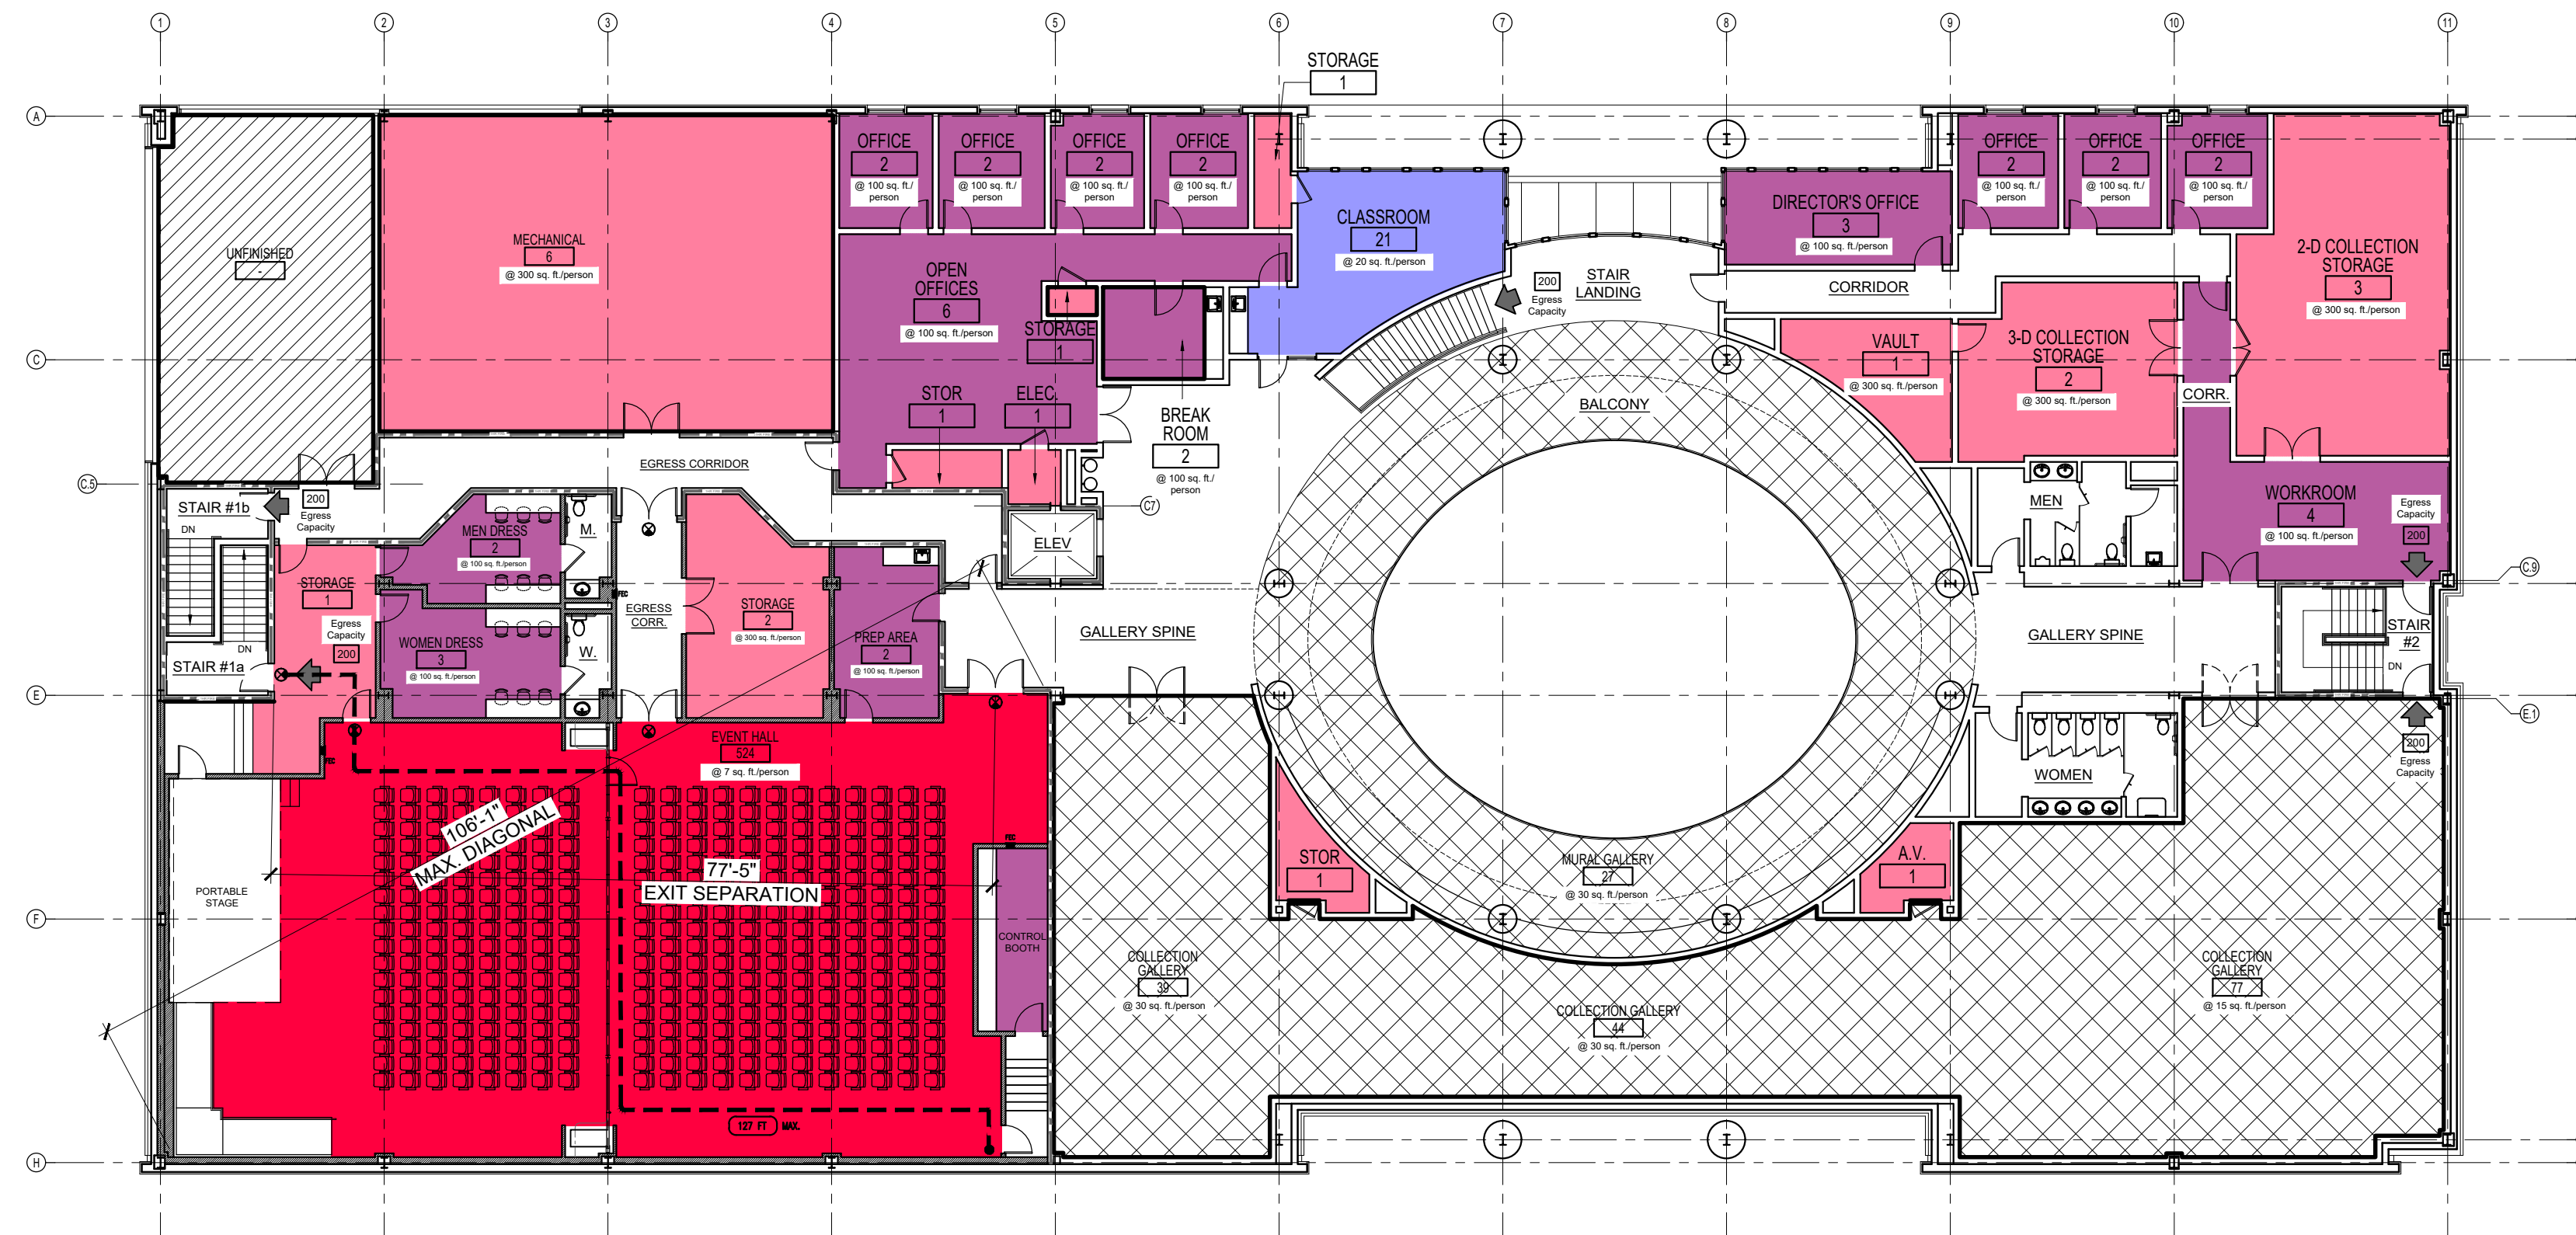 1
2
3
4
5
6
7
8
9
10
11
STORAGE
1
A
OFFICE
2
@ 100 sq. ft./
person
OFFICE
2
@ 100 sq. ft./
person
OFFICE
2
@ 100 sq. ft./
person
OFFICE
2
@ 100 sq. ft./
person
OFFICE
2
@ 100 sq. ft./
person
OFFICE
2
@ 100 sq. ft./
person
OFFICE
2
@ 100 sq. ft./
person
UNFINISHED
-
MECHANICAL
6
@ 300 sq. ft./person
CLASSROOM
21
@ 20 sq. ft./person
DIRECTOR'S OFFICE
3
@ 100 sq. ft./person
2-D COLLECTION
STORAGE
3
@ 300 sq. ft./person
OPEN
OFFICES
6
@ 100 sq. ft./person
STORAGE
1
200
Egress
Capacity
STAIR
LANDING
CORRIDOR
C
VAULT
1
@ 300 sq. ft./person
3-D COLLECTION
STORAGE
2
@ 300 sq. ft./person
CORR.
STOR
1
ELEC.
1
BREAK
ROOM
2
@ 100 sq. ft./
person
BALCONY
EGRESS CORRIDOR
C.5
C7
STAIR #1b
DN
200
Egress
Capacity
MEN DRESS
2
@ 100 sq. ft./person
M.
ELEV
MEN
WORKROOM
4
@ 100 sq. ft./person
Egress
Capacity
200
C.9
STORAGE
1
Egress
Capacity
200
FEC
EGRESS
CORR.
STORAGE
2
@ 300 sq. ft./person
PREP AREA
2
@ 100 sq. ft./person
GALLERY SPINE
GALLERY SPINE
STAIR
#2
DN
WOMEN DRESS
3
@ 100 sq. ft./person
W.
DN
STAIR #1a
E
E.1
200
Egress
Capacity
FEC
EVENT HALL
524
@ 7 sq. ft./person
WOMEN
106'-1"
MAX. DIAGONAL
77'-5"
EXIT SEPARATION
FEC
PORTABLE
STAGE
STOR
1
MURAL GALLERY
27
@ 30 sq. ft./person
A.V.
1
F
CONTROL
BOOTH
COLLECTION
GALLERY
39
@ 30 sq. ft./person
COLLECTION GALLERY
44
@ 30 sq. ft./person
COLLECTION
GALLERY
77
@ 15 sq. ft./person
127 FT MAX.
H